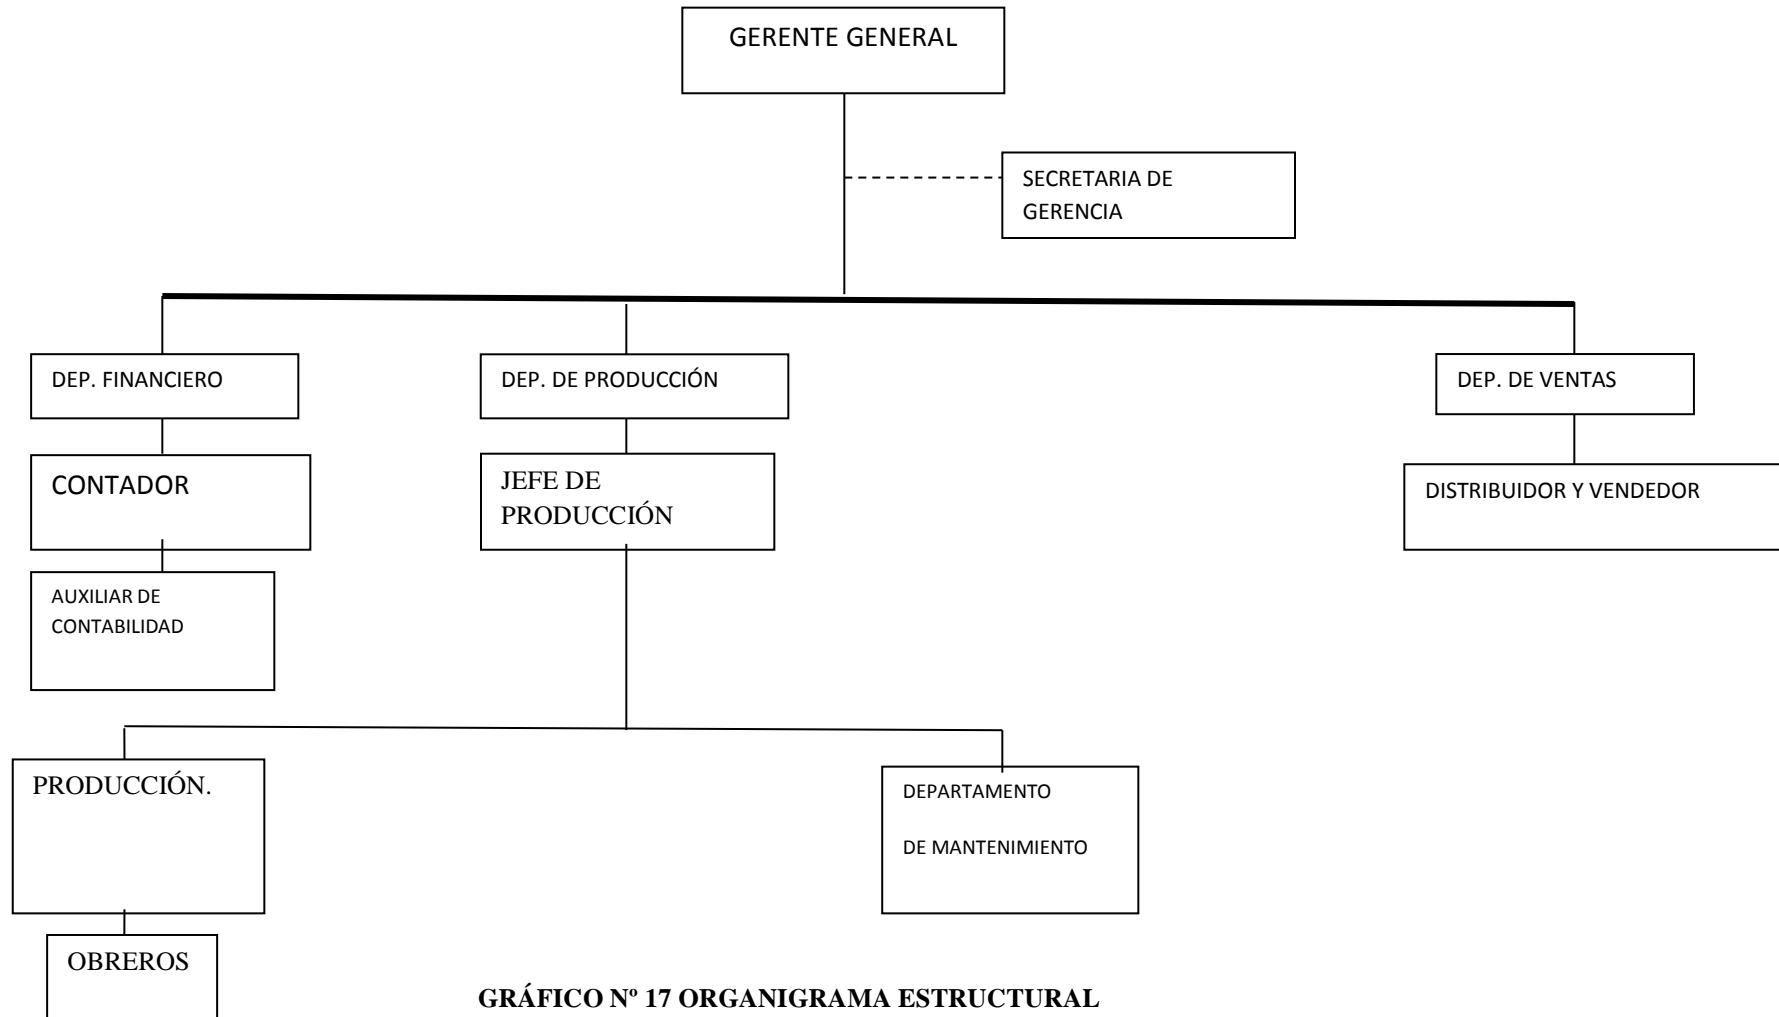 GERENTE GENERAL
SECRETARIA DE
GERENCIA
DEP. FINANCIERO
DEP. DE PRODUCCIÓN
DEP. DE VENTAS
CONTADOR
JEFE DE
PRODUCCIÓN
DISTRIBUIDOR Y VENDEDOR
AUXILIAR DE
CONTABILIDAD
PRODUCCIÓN.
DEPARTAMENTO
DE MANTENIMIENTO
OBREROS
GRÁFICO Nº 17 ORGANIGRAMA ESTRUCTURAL